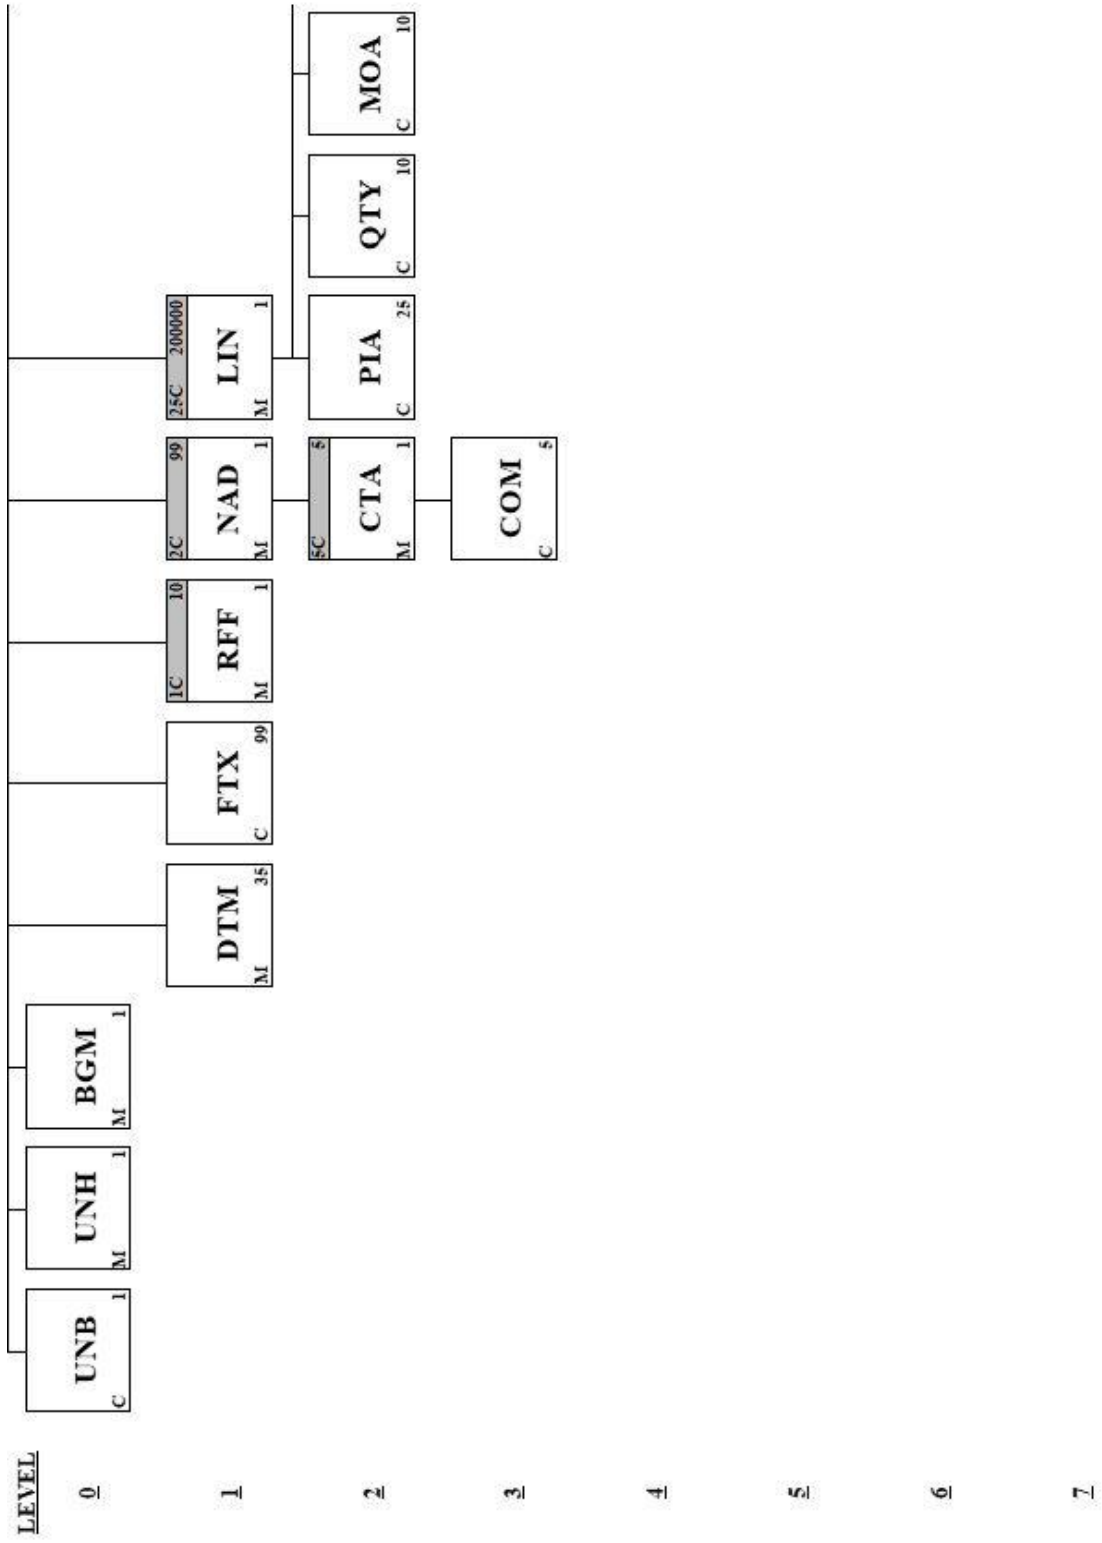 LEVEL
0
UNB
C 1
UNH
M 1
BGM
M 1
1
DTM
M 35
FTX
C 99
1C 10
RFF
M 1
2C 99
NAD
M 1
25C 200000
LIN
M 1
2
5C 5
CTA
M 1
PIA
C 25
QTY
C 10
MOA
C 10
3
COM
C 5
4
5
6
7